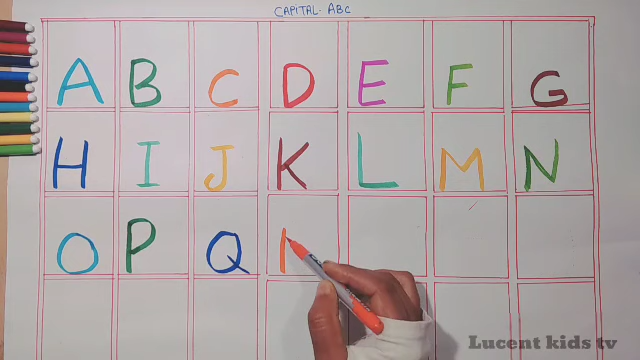 CAPITAL- ABC
A B C D E F G
H I J K L M N
O P Q
Lucent kids tv